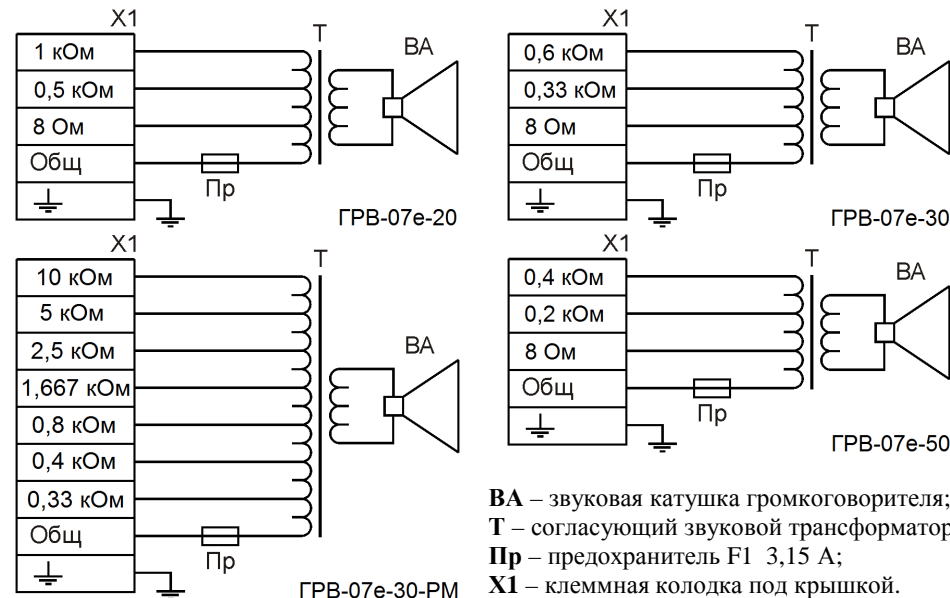 X1
1 кОм
0,5 кОм
8 Ом
Общ
Пр
T
BA
ГРВ-07е-20
X1
0,6 кОм
0,33 кОм
8 Ом
Общ
Пр
T
BA
ГРВ-07е-30
X1
10 кОм
5 кОм
2,5 кОм
1,667 кОм
0,8 кОм
0,4 кОм
0,33 кОм
Общ
Пр
T
BA
ГРВ-07е-30-РМ
X1
0,4 кОм
0,2 кОм
8 Ом
Общ
Пр
T
BA
ГРВ-07е-50
ВА – звуковая катушка громкоговорителя;
Т – согласующий звуковой трансформатор
Пр – предохранитель F1 3,15 А;
Х1 – клеммная колодка под крышкой.